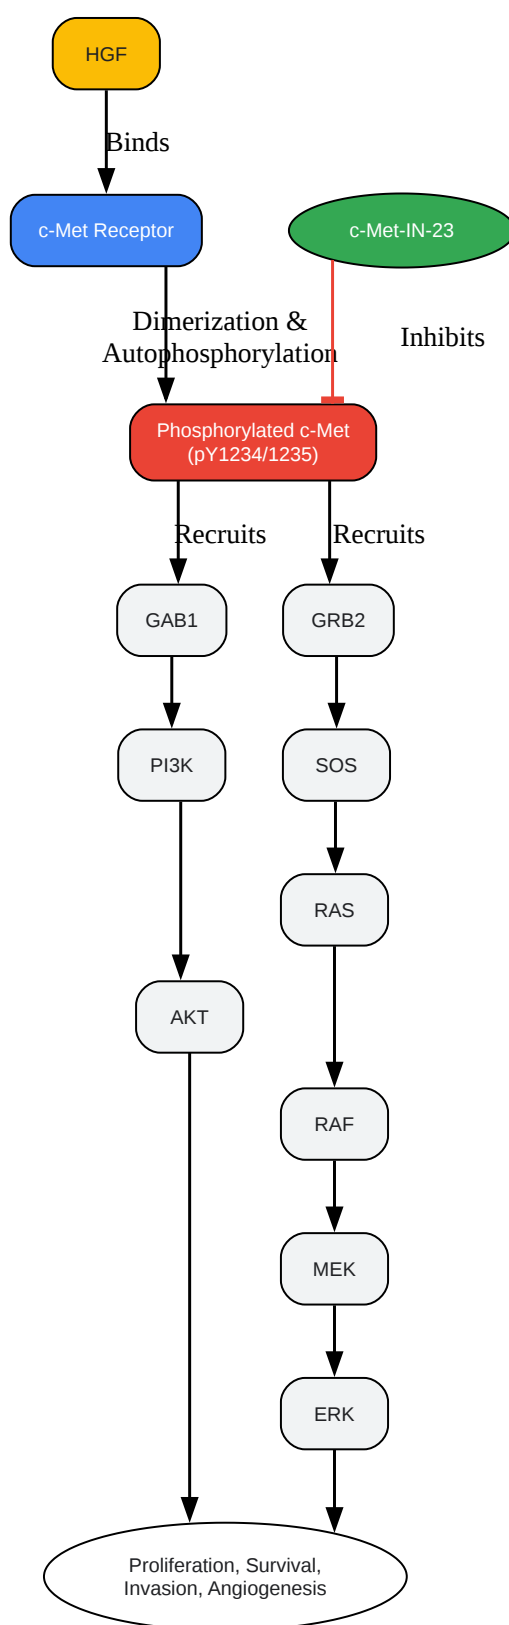 HGF
Binds
c-Met Receptor
c-Met-IN-23
Dimerization &
Autophosphorylation
Inhibits
Phosphorylated c-Met
(pY1234/1235)
Recruits
Recruits
GAB1
GRB2
PI3K
SOS
RAS
AKT
RAF
MEK
ERK
Proliferation, Survival,
Invasion, Angiogenesis